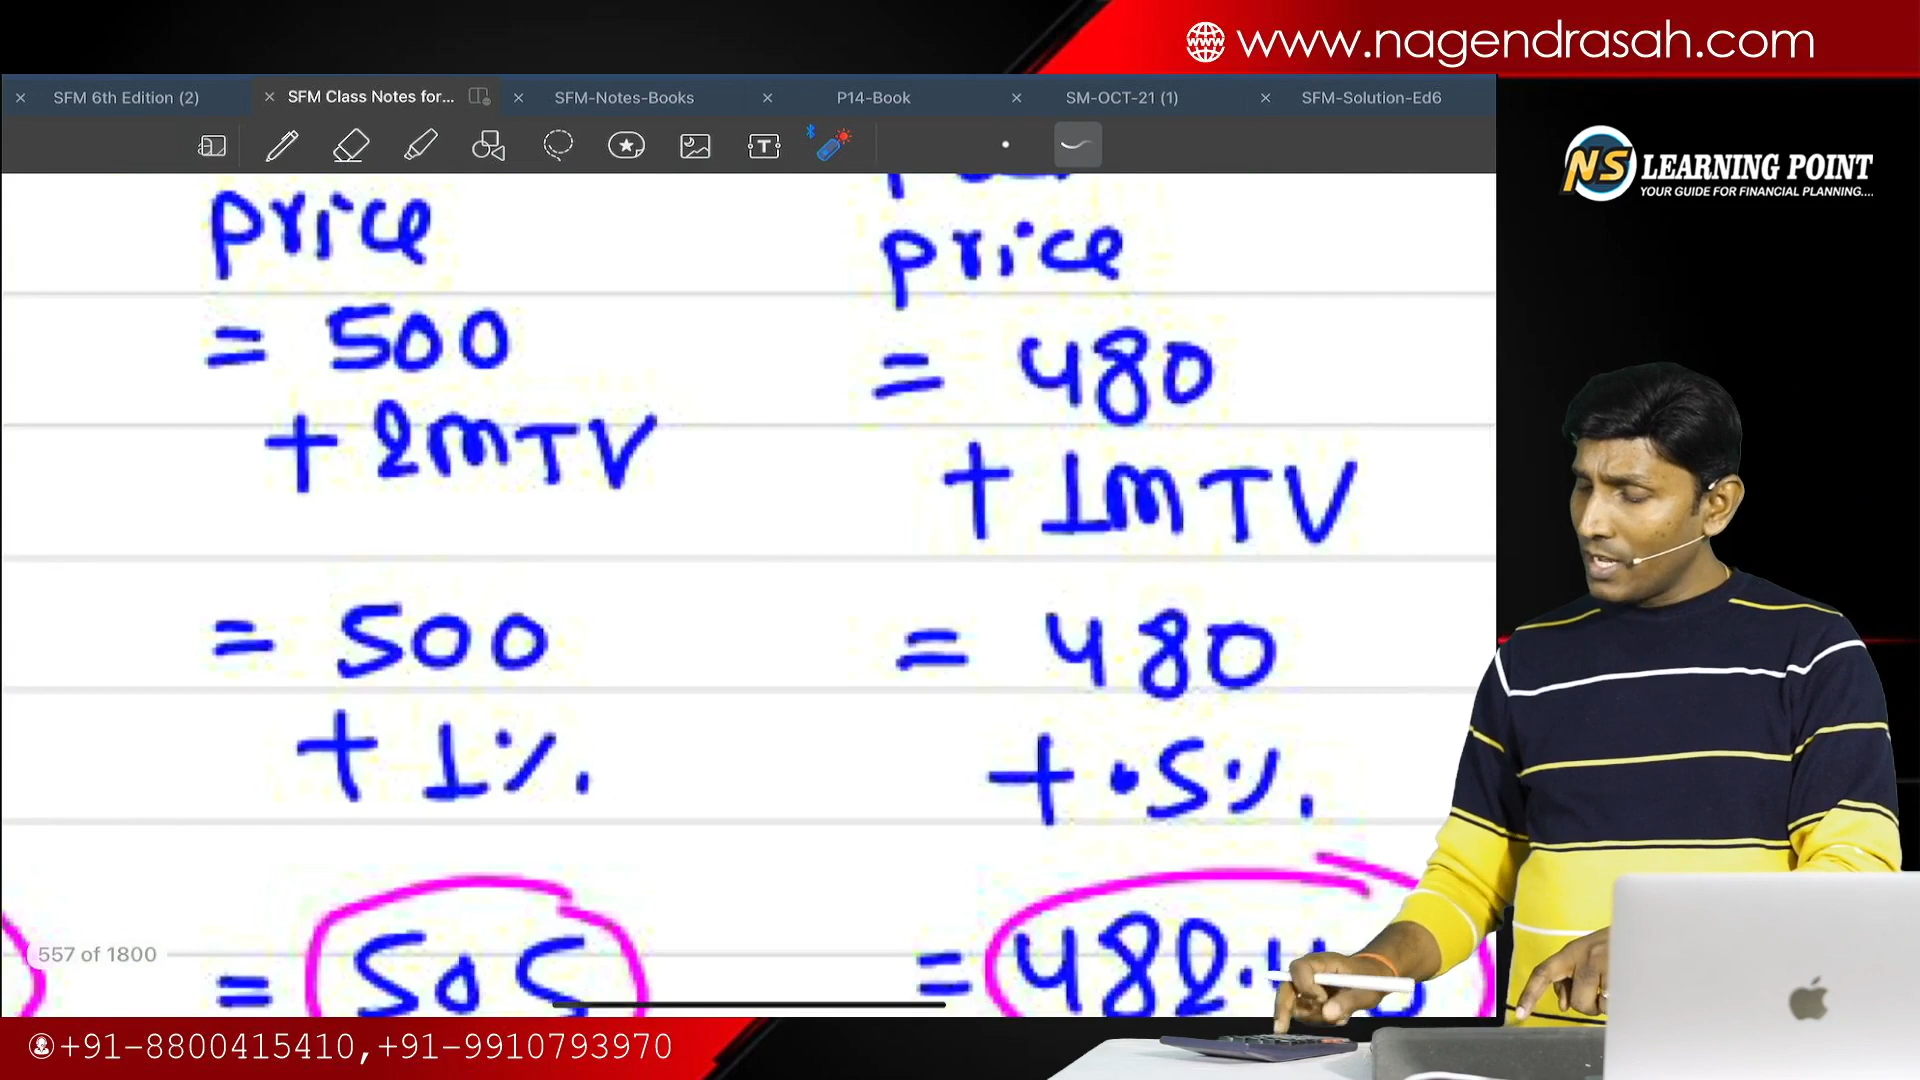 www.nagendrasah.com
SFM 6th Edition (2)
SFM Class Notes for...
SFM-Notes-Books
P14-Book
SM-OCT-21 (1)
SFM-Solution-Ed6
NS LEARNING POINT
YOUR GUIDE FOR FINANCIAL PLANNING....
price
= 500
+ 2mTV
= 500
+ 1%.
= 505
price
= 480
+ 1mTV
= 480
+ .5%.
= 482.4
557 of 1800
+91-8800415410,+91-9910793970